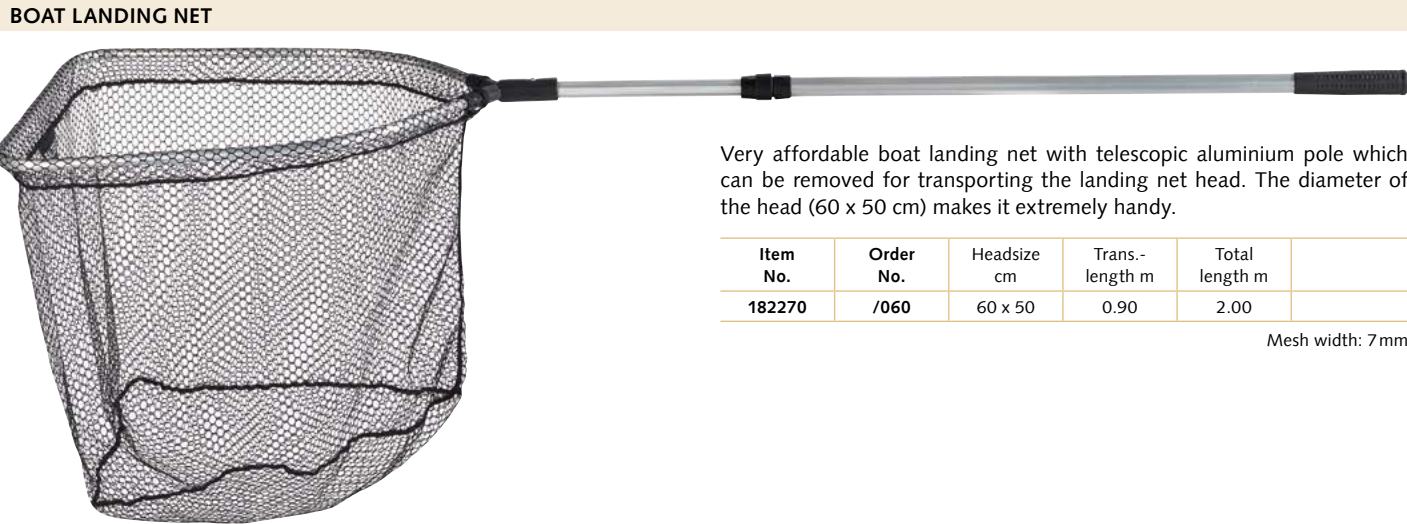 BOAT LANDING NET
Very affordable boat landing net with telescopic aluminium pole which
can be removed for transporting the landing net head. The diameter of
the head (60 x 50 cm) makes it extremely handy.
Item No. Order No. Headsize cm Trans.-length m Total length m
182270 /060 60 x 50 0.90 2.00
Mesh width: 7 mm